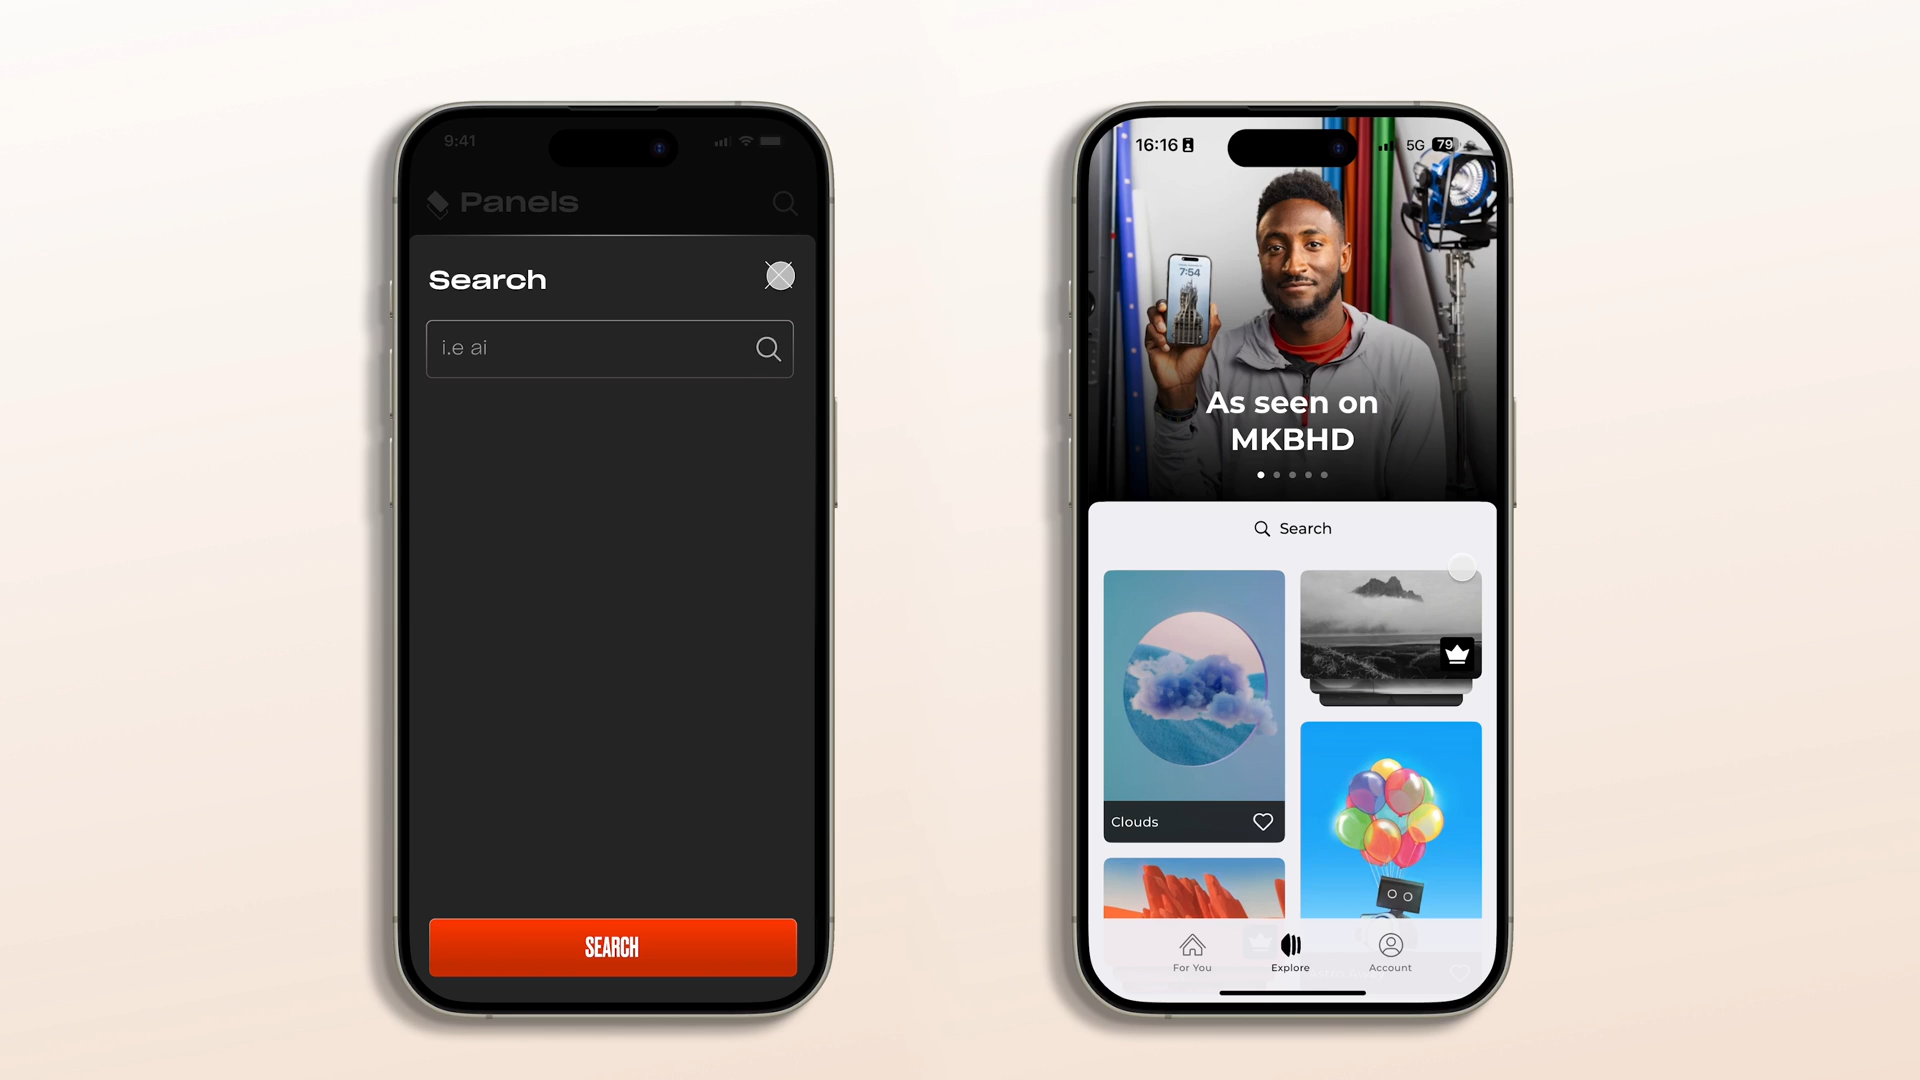 9:41
Panels
Search
i.e ai
SEARCH
16:16
5G 79
7:54
As seen on
MKBHD
Search
Clouds
For You
Explore
Account